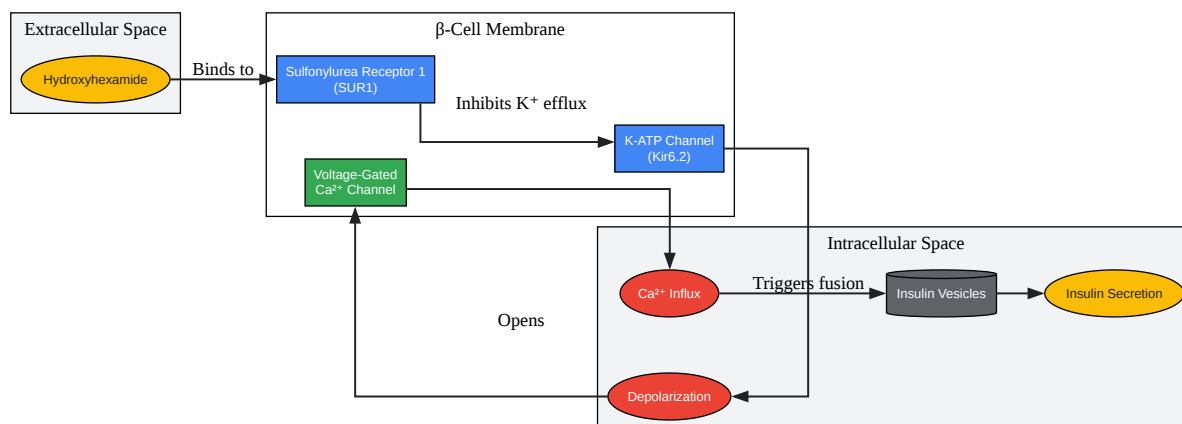 Extracellular Space
Hydroxyhexamide
Binds to
β-Cell Membrane
Sulfonylurea Receptor 1
(SUR1)
Inhibits K⁺ efflux
K-ATP Channel
(Kir6.2)
Voltage-Gated
Ca²⁺ Channel
Intracellular Space
Ca²⁺ Influx
Triggers fusion
Insulin Vesicles
Insulin Secretion
Opens
Depolarization